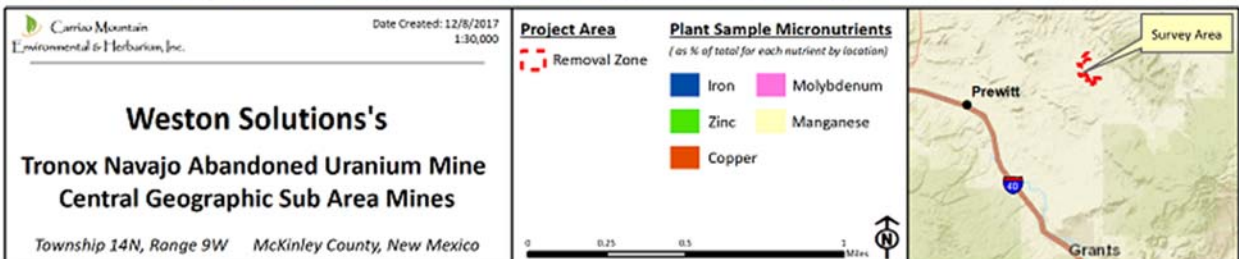 Carrizo Mountain
Environmental & Herbarium, Inc.
Date Created: 12/8/2017
1:30,000
Weston Solutions's
Tronox Navajo Abandoned Uranium Mine
Central Geographic Sub Area Mines
Township 14N, Range 9W McKinley County, New Mexico
Project Area
Removal Zone
Plant Sample Micronutrients
( as % of total for each nutrient by location)
Iron
Molybdenum
Zinc
Manganese
Copper
0 0.25 0.5 1
Miles
N
Survey Area
Prewitt
40
Grants